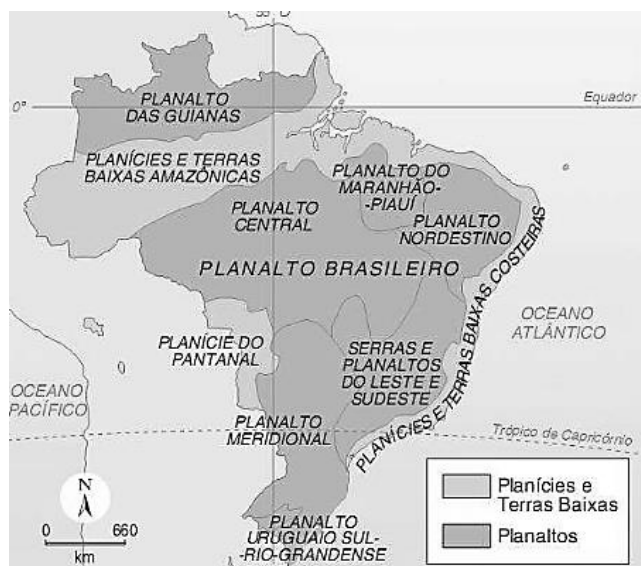 55° O
0°
Equador
PLANALTO
DAS GUIANAS
PLANÍCIES E TERRAS
BAIXAS AMAZÔNICAS
PLANALTO DO
MARANHÃO-
-PIAUÍ
PLANALTO
CENTRAL
PLANALTO
NORDESTINO
PLANALTO BRASILEIRO
PLANÍCIES E TERRAS BAIXAS COSTEIRAS
OCEANO
ATLÂNTICO
PLANÍCIE DO
PANTANAL
SERRAS E
PLANALTOS
DO LESTE E
SUDESTE
OCEANO
PACÍFICO
PLANALTO
MERIDIONAL
Trópico de Capricórnio
N
0 660
km
PLANALTO
URUGUAIO SUL-
-RIO-GRANDENSE
Planícies e
Terras Baixas
Planaltos